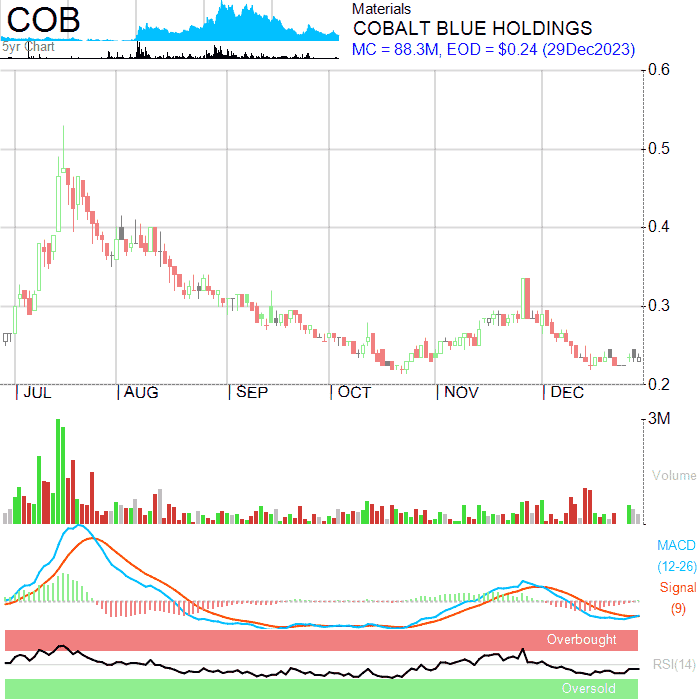 COB
5yr Chart
Materials
COBALT BLUE HOLDINGS
MC = 88.3M, EOD = $0.24 (29Dec2023)
0.6
0.5
0.4
0.3
0.2
JUL AUG SEP OCT NOV DEC
3M
Volume
MACD
(12-26)
Signal
(9)
Overbought
RSI(14)
Oversold